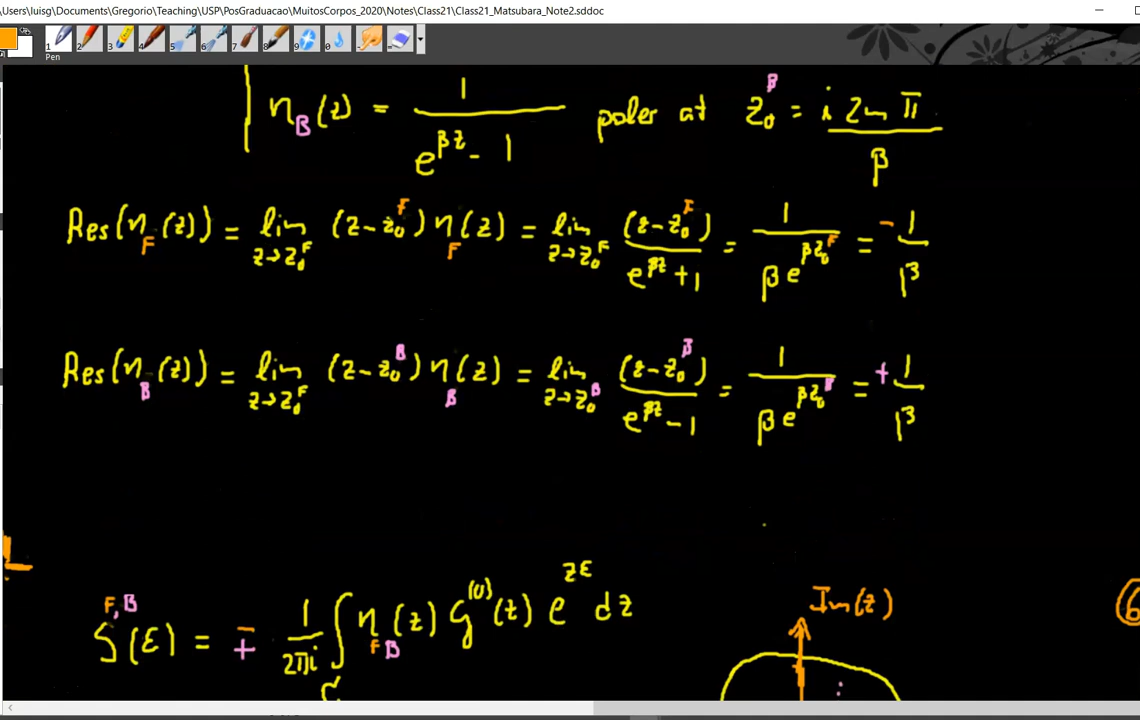 Users\luisg\Documents\Gregorio\Teaching\USP\PosGraduacao\MuitosCorpos_2020\Notes\Class21\Class21_Matsubara_Note2.sddoc
1 2 3 4 5 6 7 8 9 0
Pen
n_B(z) = 1/(e^{βz} - 1) poles at z_0^B = i2nπ/β
Res(n_F(z)) = lim_{z→z_0^F} (z-z_0^F) n_F(z) = lim_{z→z_0^F} (z-z_0^F)/(e^{βz}+1) = 1/(βe^{βz_0^F}) = -1/β
Res(n_B(z)) = lim_{z→z_0^F} (z-z_0^B) n_B(z) = lim_{z→z_0^B} (z-z_0^B)/(e^{βz}-1) = 1/(βe^{βz_0^B}) = +1/β
S^{F,B}(ε) = ∓ 1/(2πi) ∫_C n_{F B}(z) g^{(0)}(z) e^{zε} dz
Im(z)
6